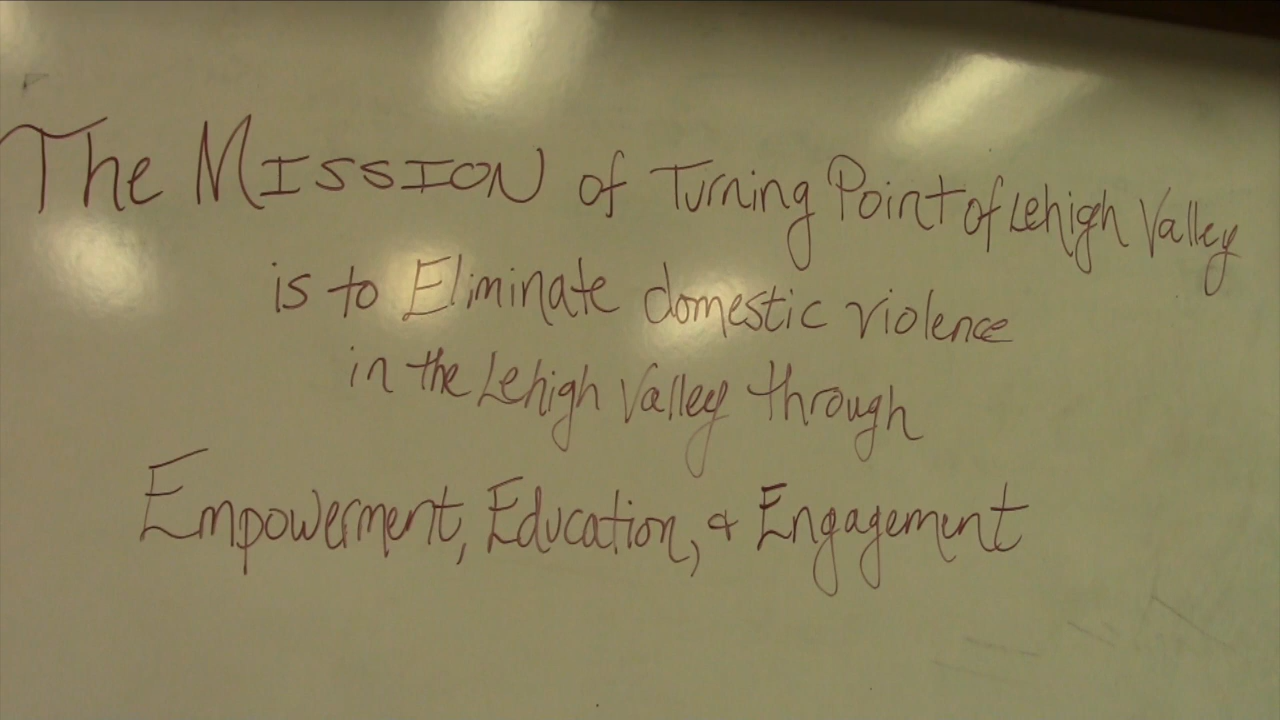 The MISSION of Turning Point of Lehigh Valley
is to Eliminate domestic violence
in the Lehigh Valley through
Empowerment, Education, & Engagement